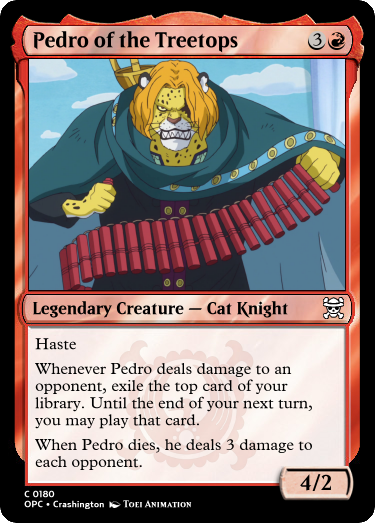 Pedro of the Treetops 3
Legendary Creature — Cat Knight
Haste
Whenever Pedro deals damage to an
opponent, exile the top card of your
library. Until the end of your next turn,
you may play that card.
When Pedro dies, he deals 3 damage to
each opponent.
4/2
C 0180
OPC • Crashington TOEI ANIMATION